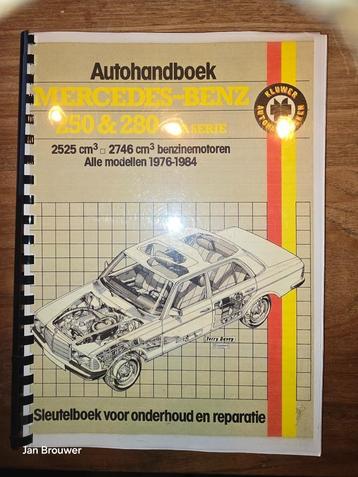 Autohandboek
MERCEDES-BENZ
250 & 280
SERIE
KLUWER
2525 cm³ □ 2746 cm³ benzinemotoren
Alle modellen 1976-1984
Terry Davey
Sleutelboek voor onderhoud en reparatie
Jan Brouwer